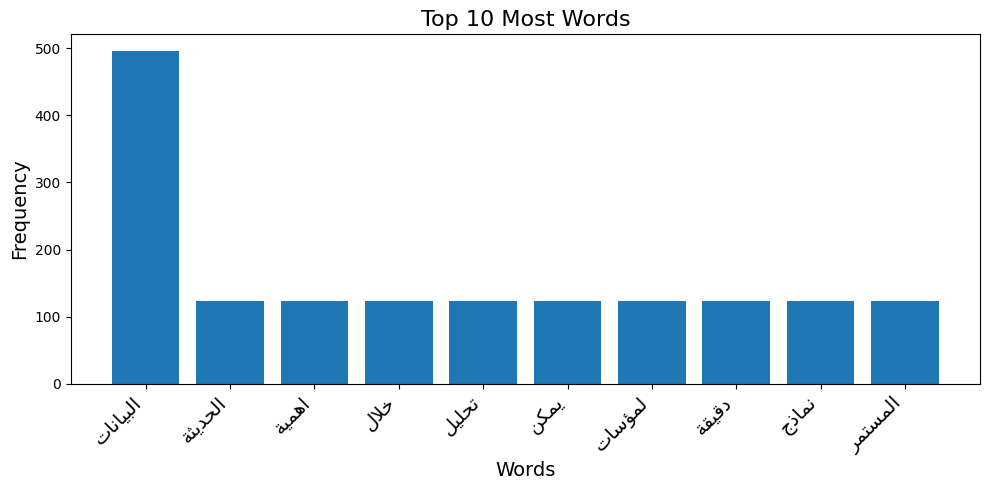 Top 10 Most Words
Frequency
500
400
300
200
100
0
البيانات
الحديثة
اهمية
خلال
تحليل
يمكن
لمؤسات
دقيقة
نماذج
المستمر
Words